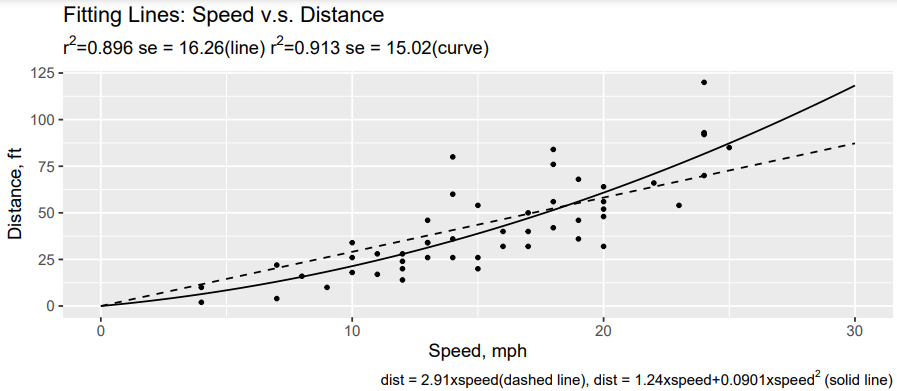 Fitting Lines: Speed v.s. Distance
r²=0.896 se = 16.26(line) r²=0.913 se = 15.02(curve)
125
100
75
50
25
0
Distance, ft
0 10 20 30
Speed, mph
dist = 2.91xspeed(dashed line), dist = 1.24xspeed+0.0901xspeed² (solid line)